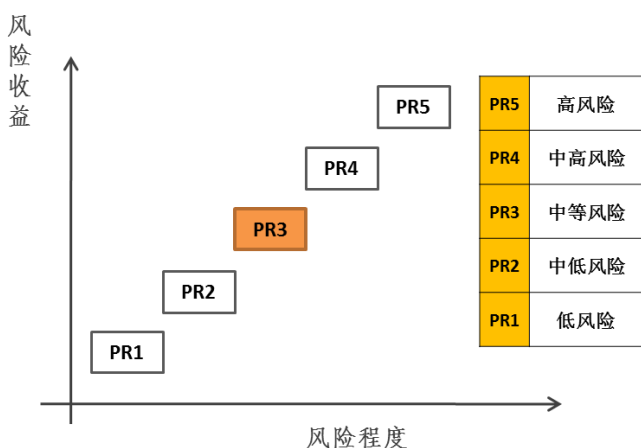 风险收益
PR5
PR4
PR3
PR2
PR1
风险程度
PR5 高风险
PR4 中高风险
PR3 中等风险
PR2 中低风险
PR1 低风险